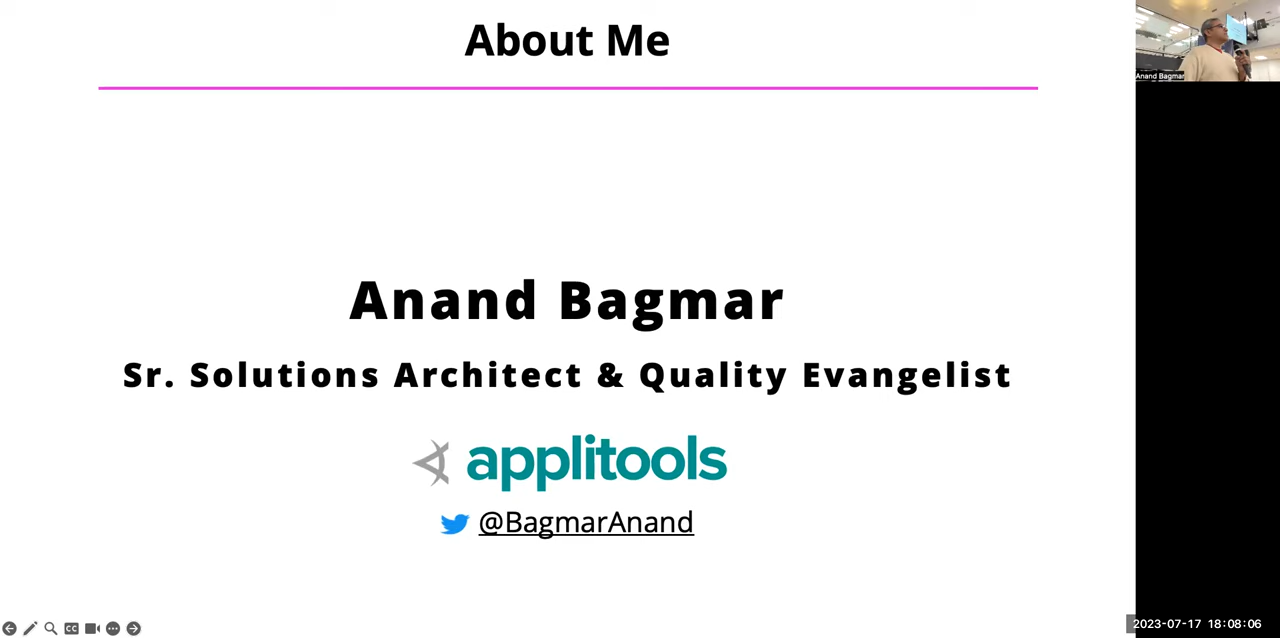 About Me
Anand Bagmar
Anand Bagmar
Sr. Solutions Architect & Quality Evangelist
applitools
@BagmarAnand
CC
2023-07-17 18:08:06